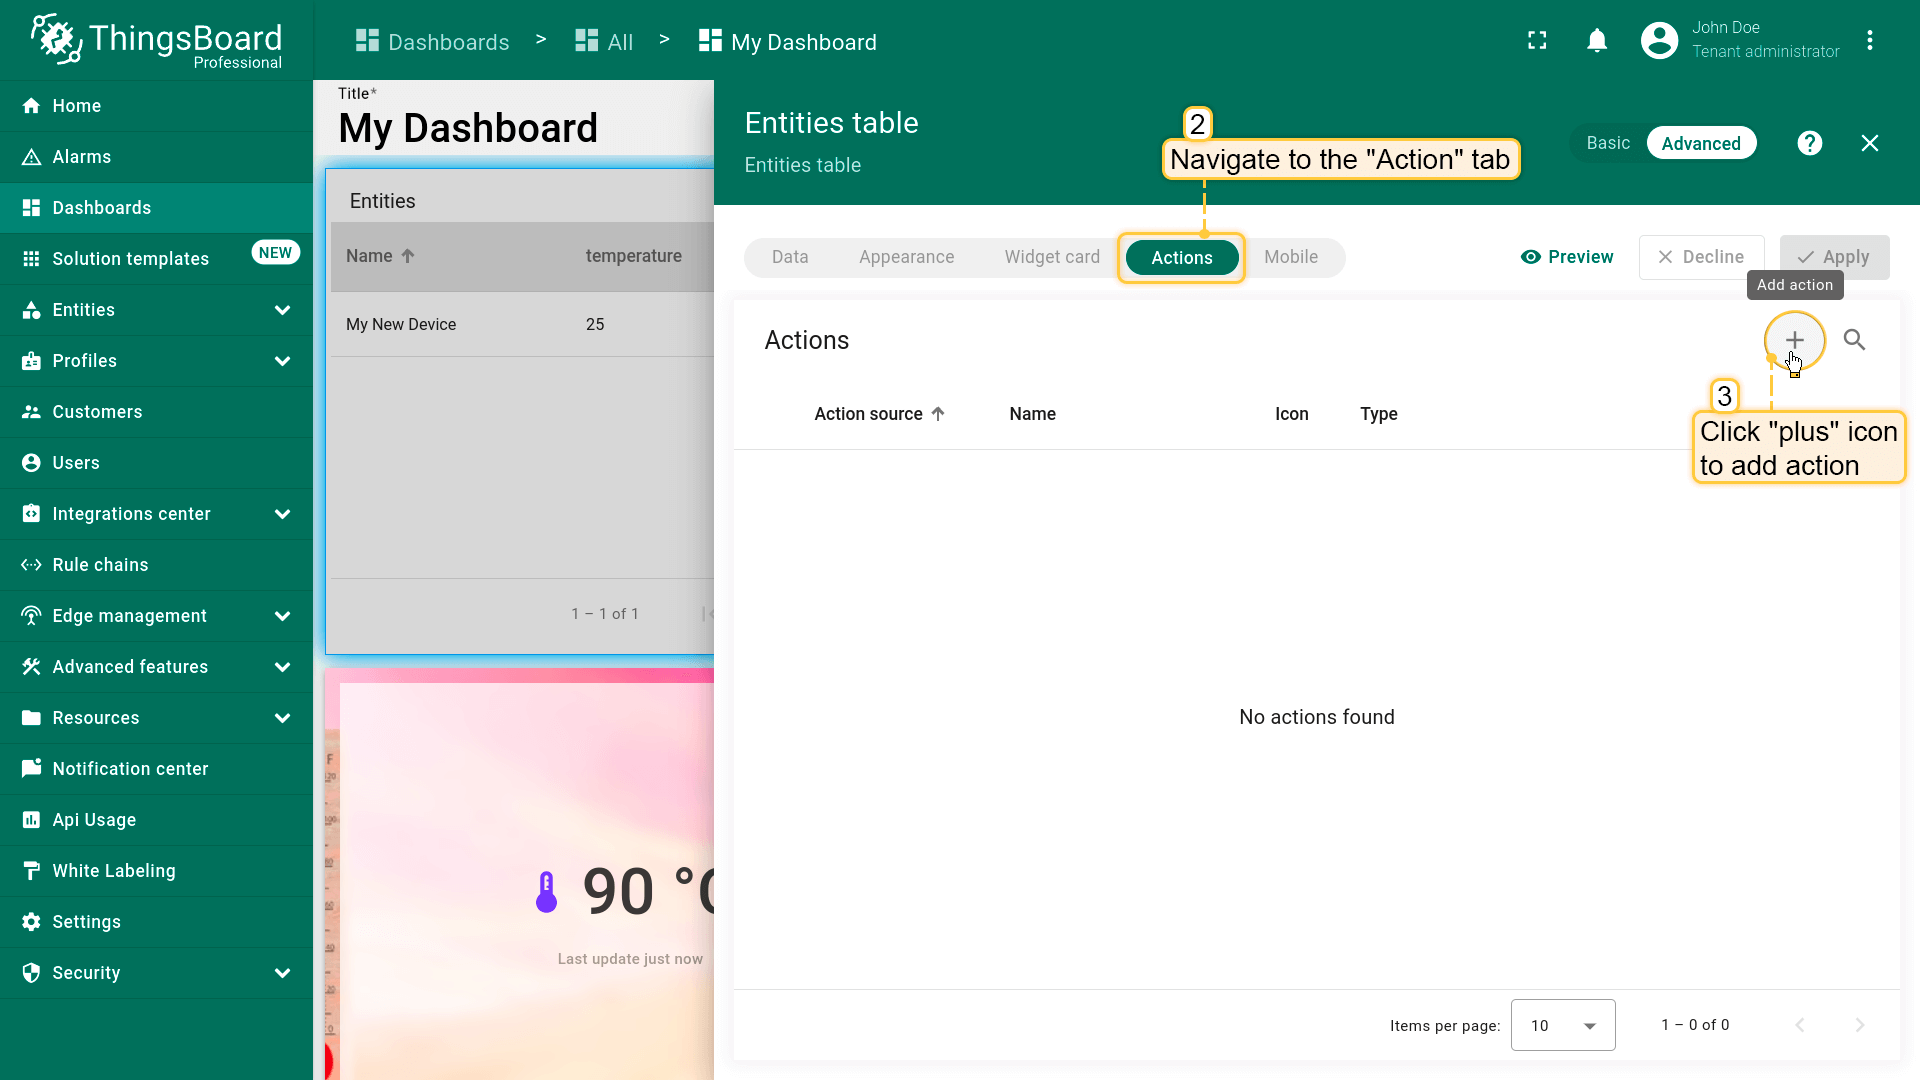 ThingsBoard
Professional
Dashboards > All > My Dashboard
John Doe
Tenant administrator
Home
Alarms
Dashboards
Solution templates
NEW
Entities
Profiles
Customers
Users
Integrations center
Rule chains
Edge management
Advanced features
Resources
Notification center
Api Usage
White Labeling
Settings
Security
Title*
My Dashboard
Entities
Name temperature
My New Device 25
1 – 1 of 1
90 °C
Last update just now
Entities table
Entities table
2
Navigate to the "Action" tab
Basic Advanced
Data Appearance Widget card Actions Mobile
Preview Decline Apply
Add action
Actions
3
Click "plus" icon
to add action
Action source Name Icon Type
No actions found
Items per page: 10 1 – 0 of 0